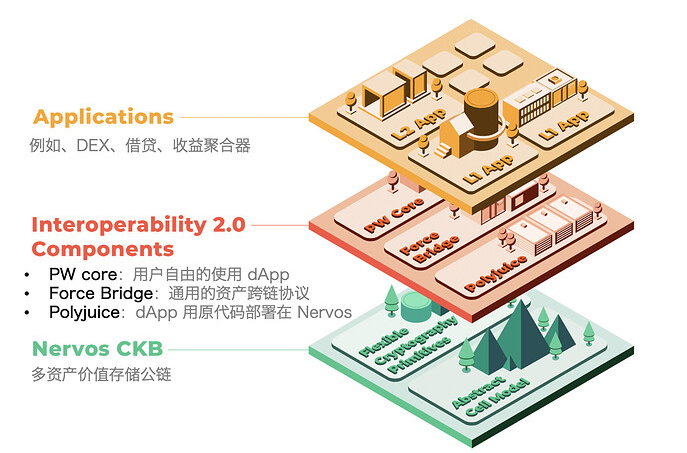 Applications
例如、DEX、借贷、收益聚合器
Interoperability 2.0
Components
• PW core：用户自由的使用 dApp
• Force Bridge：通用的资产跨链协议
• Polyjuice：dApp 用原代码部署在 Nervos
Nervos CKB
多资产价值存储公链
L2 App
L1 App
L1 App
PW Core
Force
Bridge
Polyjuice
Flexible
Cryptography
Primitives
Abstract
Cell Model